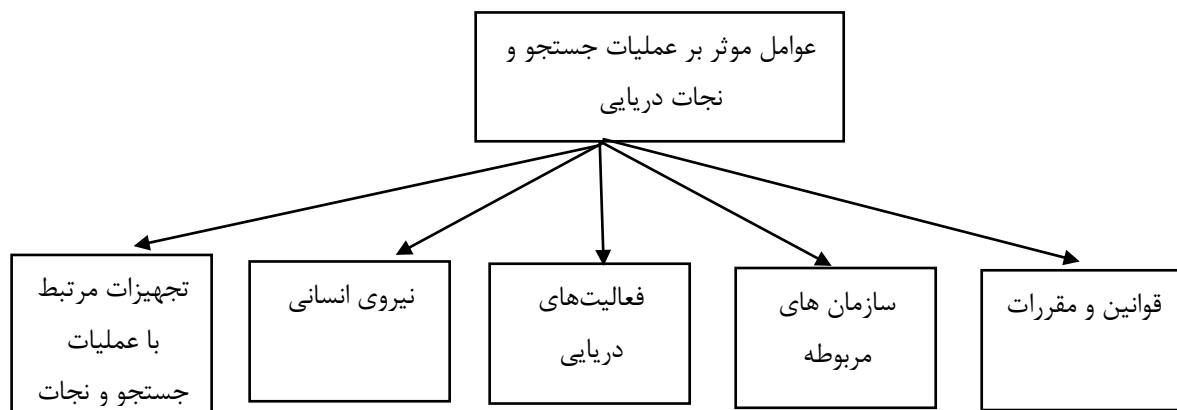 عوامل موثر بر عملیات جستجو و
نجات دریایی
قوانین و مقررات
سازمان های
مربوطه
فعالیت‌های
دریایی
نیروی انسانی
تجهیزات مرتبط
با عملیات
جستجو و نجات